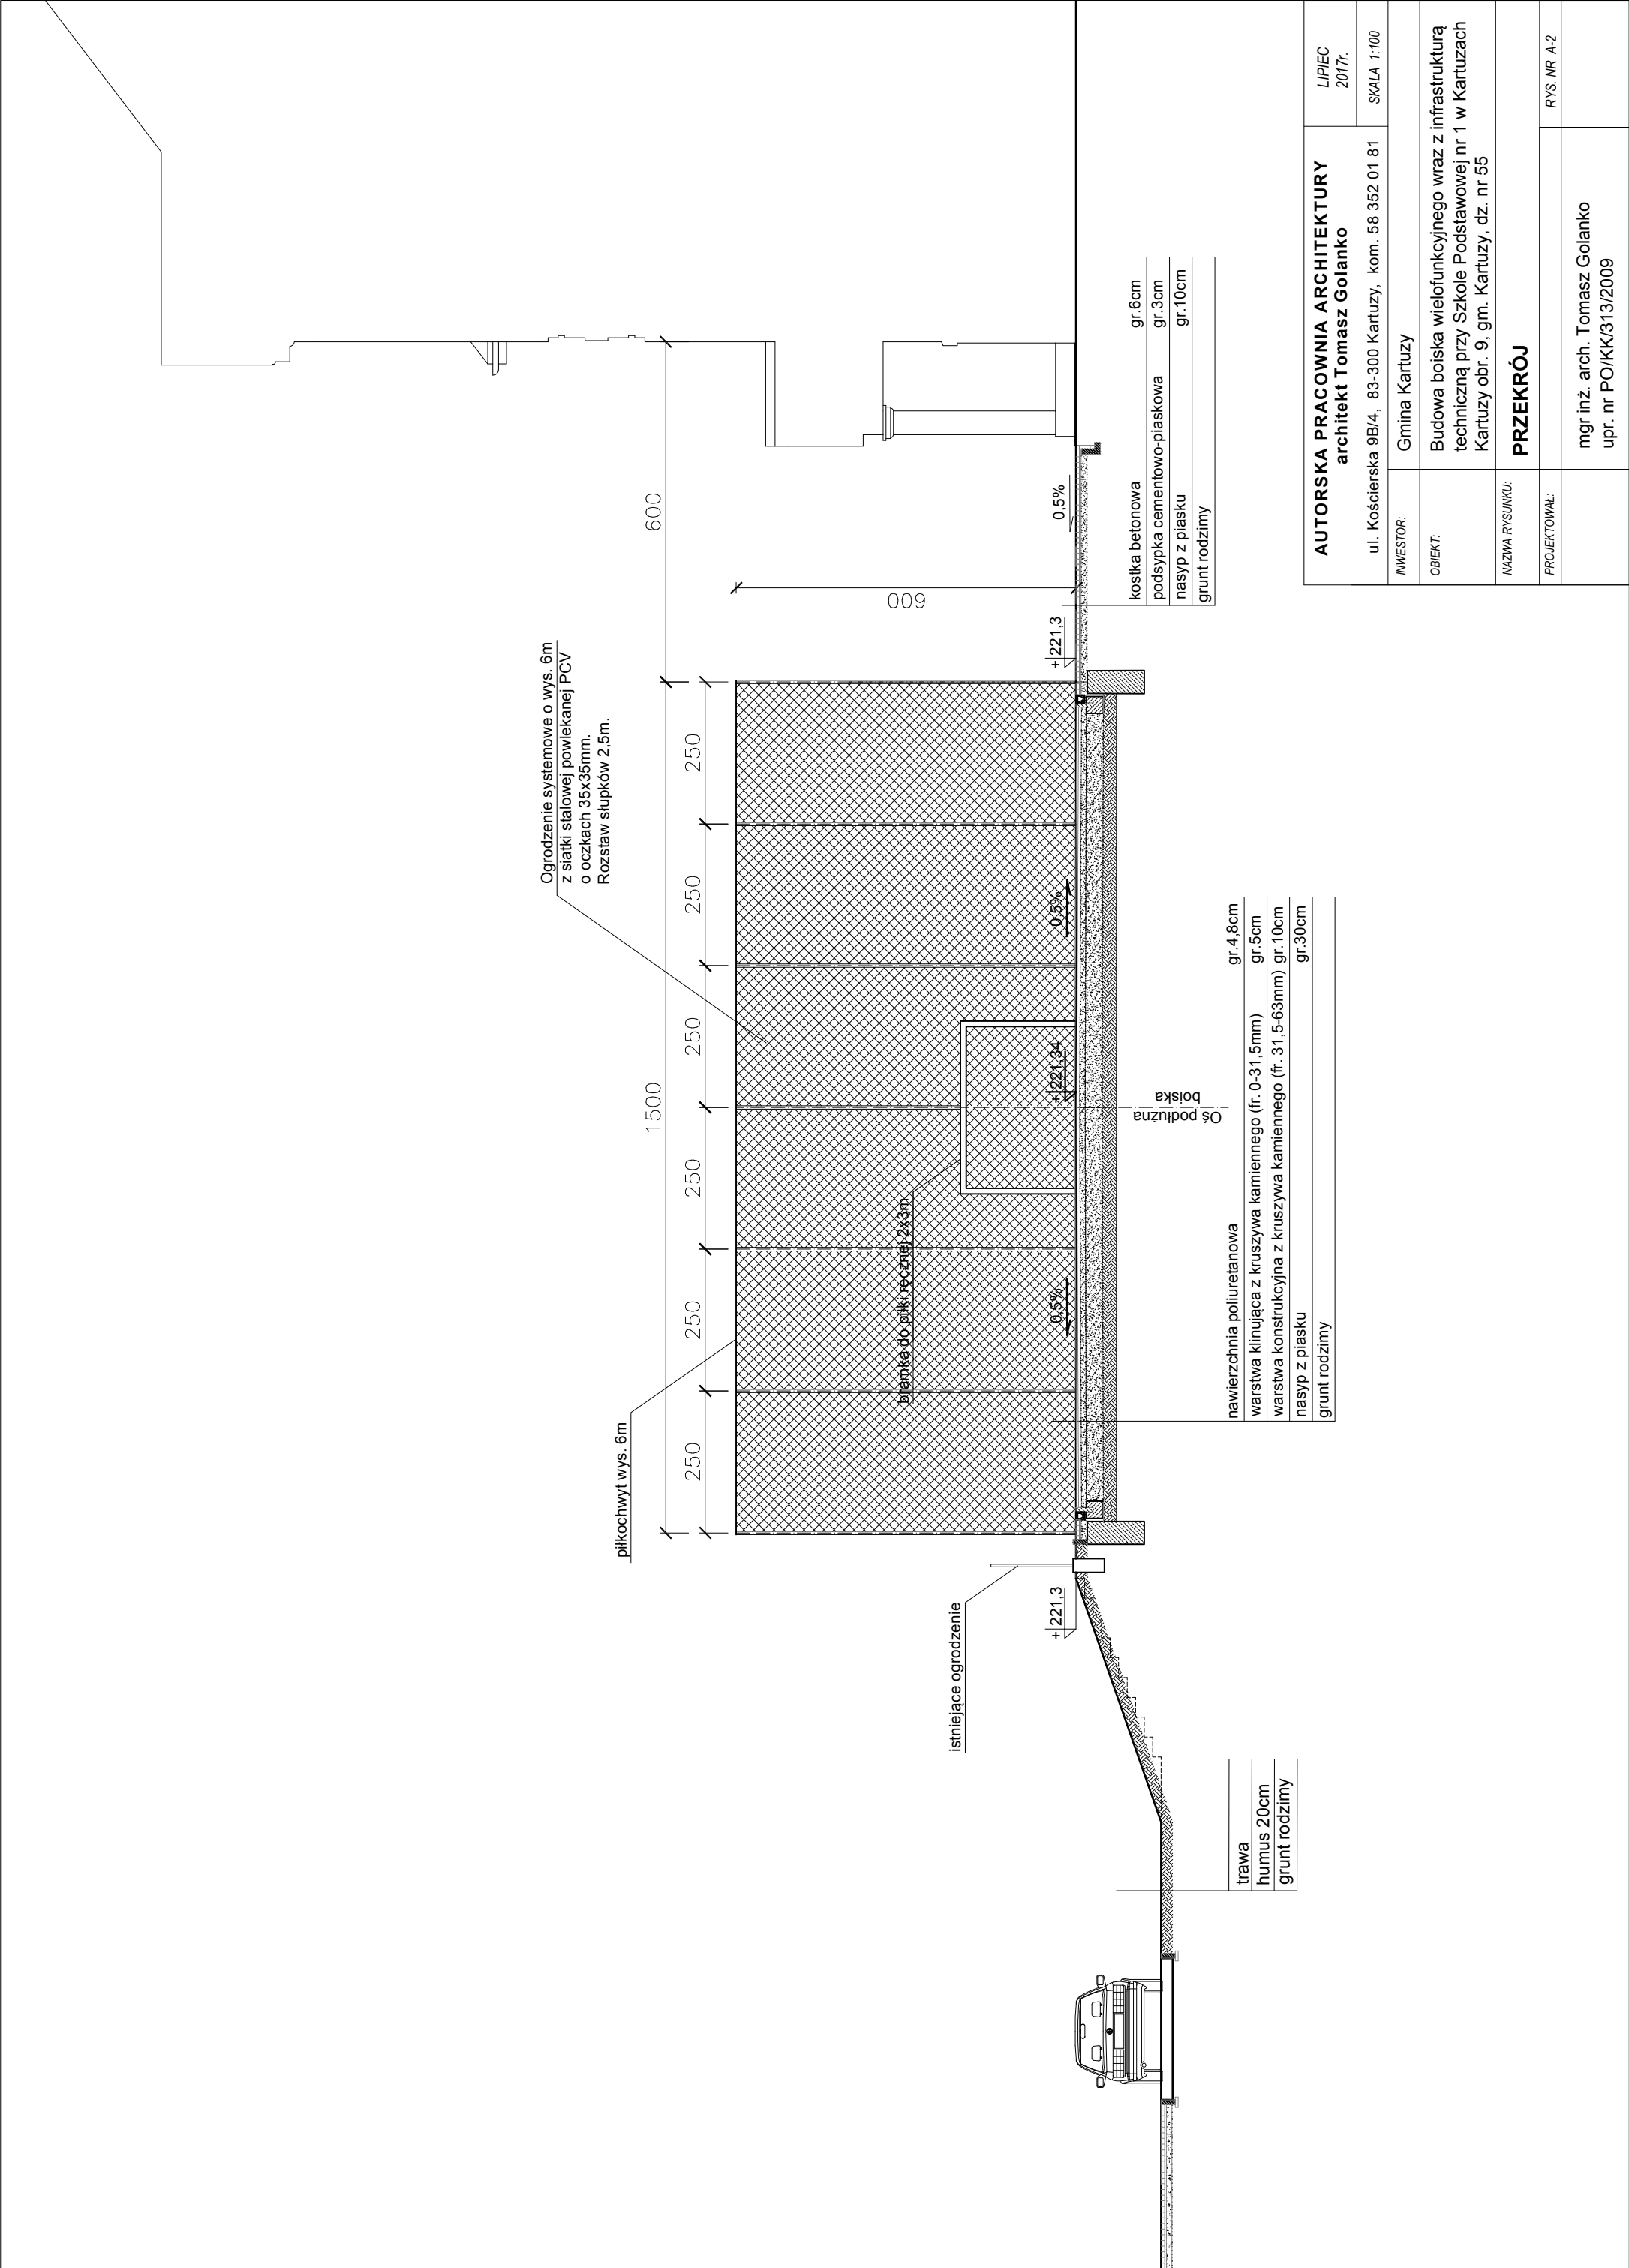 Ogrodzenie systemowe o wys. 6m
z siatki stalowej powlekanej PCV
o oczkach 35x35mm.
Rozstaw słupków 2,5m.
piłkochwyt wys. 6m
1500
600
250
250
250
250
250
250
600
istniejące ogrodzenie
bramka do piłki ręcznej 2x3m
+221,3
0,5%
+221,34
0,5%
+221,3
0,5%
Oś podłużna
boiska
trawa
humus 20cm
grunt rodzimy
nawierzchnia poliuretanowa gr.4,8cm
warstwa klinująca z kruszywa kamiennego (fr. 0-31,5mm) gr.5cm
warstwa konstrukcyjna z kruszywa kamiennego (fr. 31,5-63mm) gr.10cm
nasyp z piasku gr.30cm
grunt rodzimy
kostka betonowa gr.6cm
podsypka cementowo-piaskowa gr.3cm
nasyp z piasku gr.10cm
grunt rodzimy
AUTORSKA PRACOWNIA ARCHITEKTURY
architekt Tomasz Golanko
LIPIEC
2017r.
ul. Kościerska 9B/4, 83-300 Kartuzy, kom. 58 352 01 81
SKALA 1:100
INWESTOR:
Gmina Kartuzy
OBIEKT:
Budowa boiska wielofunkcyjnego wraz z infrastrukturą
techniczną przy Szkole Podstawowej nr 1 w Kartuzach
Kartuzy obr. 9, gm. Kartuzy, dz. nr 55
NAZWA RYSUNKU:
PRZEKRÓJ
PROJEKTOWAŁ:
RYS. NR A-2
mgr inż. arch. Tomasz Golanko
upr. nr PO/KK/313/2009